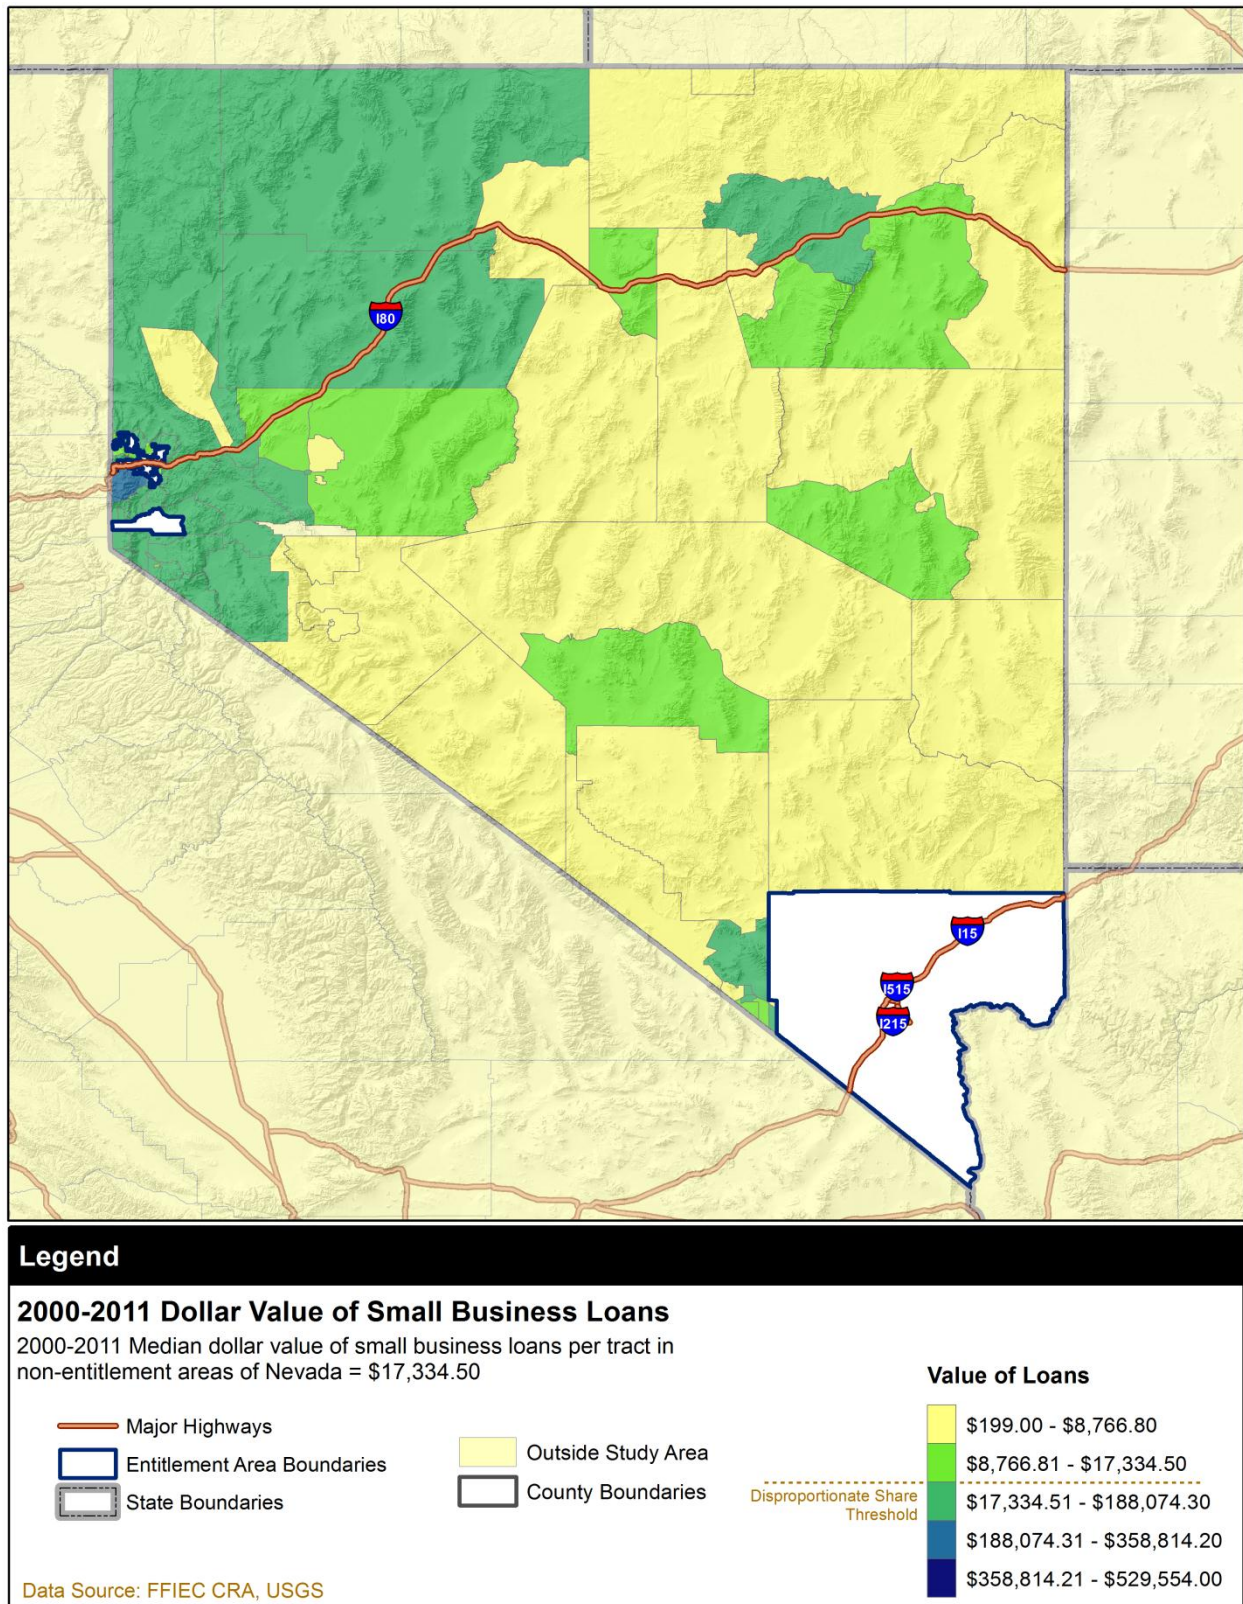 I80
I15
I515
I215
Legend
2000-2011 Dollar Value of Small Business Loans
2000-2011 Median dollar value of small business loans per tract in
non-entitlement areas of Nevada = $17,334.50
Major Highways
Entitlement Area Boundaries
State Boundaries
Outside Study Area
County Boundaries
Value of Loans
$199.00 - $8,766.80
$8,766.81 - $17,334.50
Disproportionate Share
Threshold
$17,334.51 - $188,074.30
$188,074.31 - $358,814.20
$358,814.21 - $529,554.00
Data Source: FFIEC CRA, USGS